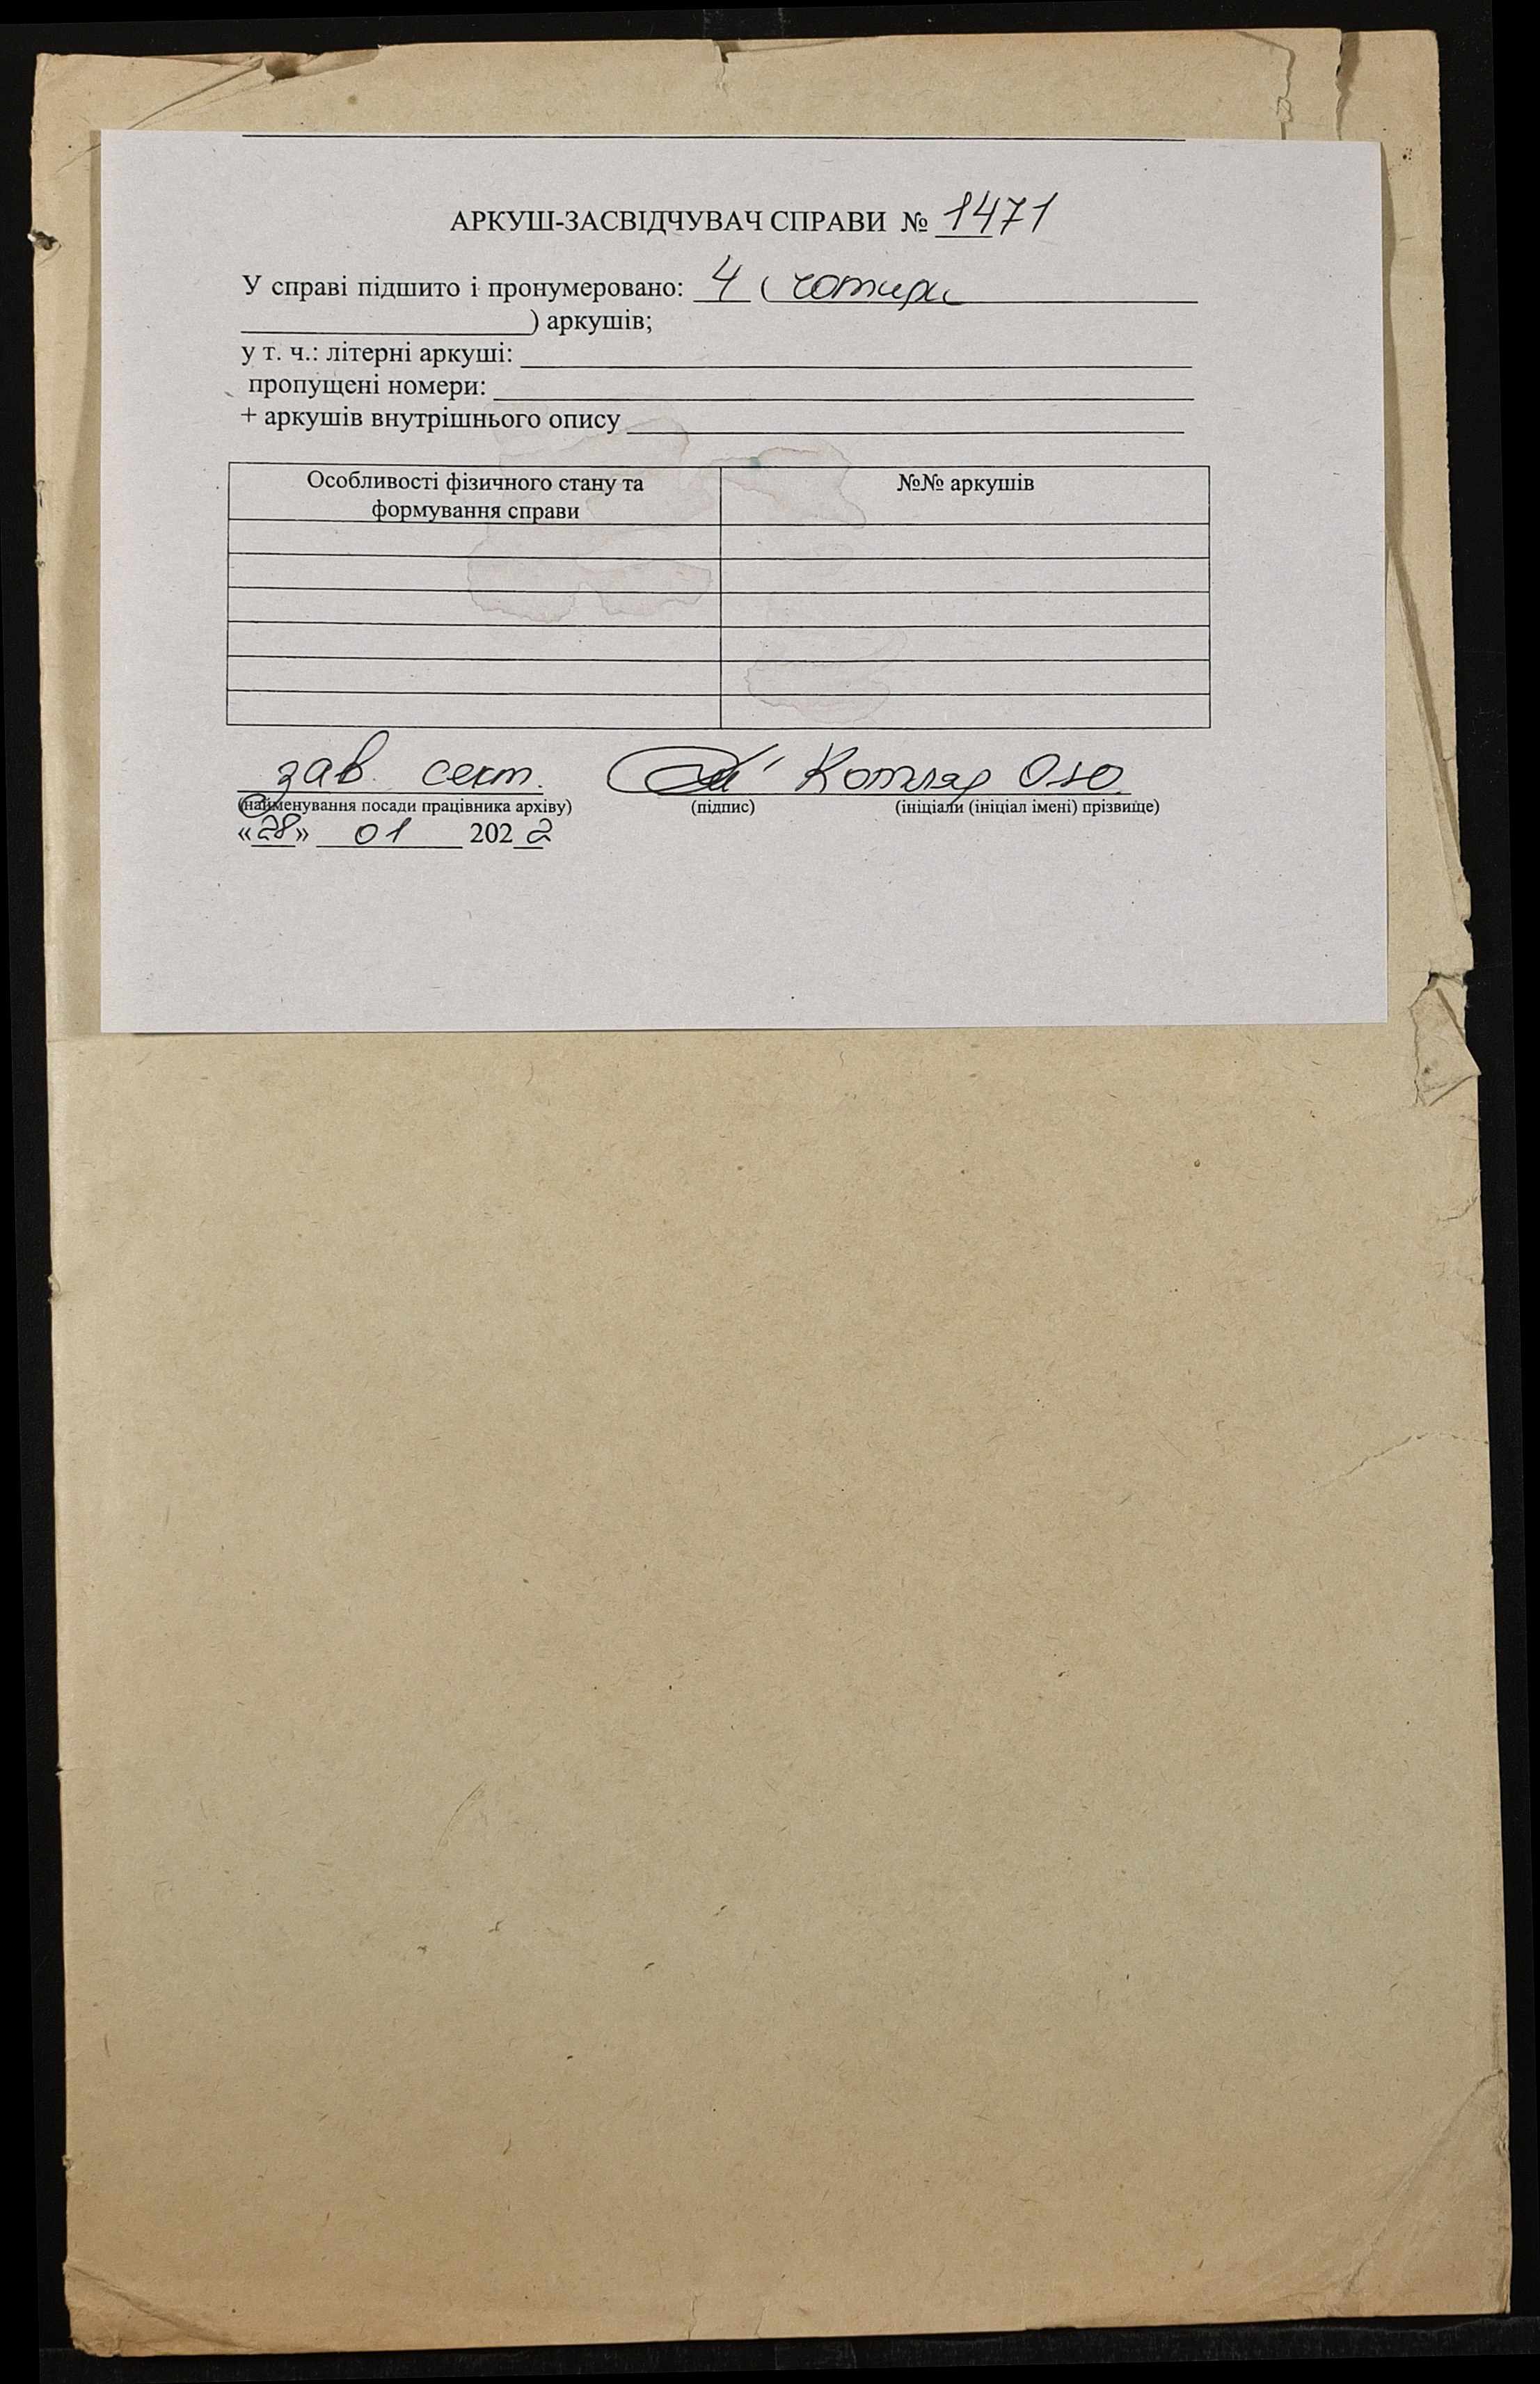 АРКУШ-ЗАСВІДЧУВАЧ СПРАВИ № 1471
У справі підшито і пронумеровано: 4 ( чотири
) аркушів;
у т. ч.: літерні аркуші:
пропущені номери:
+ аркушів внутрішнього опису
Особливості фізичного стану та формування справи
№№ аркушів
зав. сект. Котляр О.Ю.
(найменування посади працівника архіву) (підпис) (ініціали (ініціал імені) прізвище)
«28» 01 2022